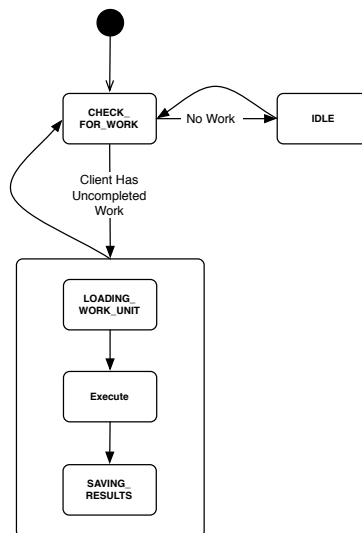 CHECK_
FOR_WORK
No Work
IDLE
Client Has
Uncompleted
Work
LOADING_
WORK_UNIT
Execute
SAVING_
RESULTS